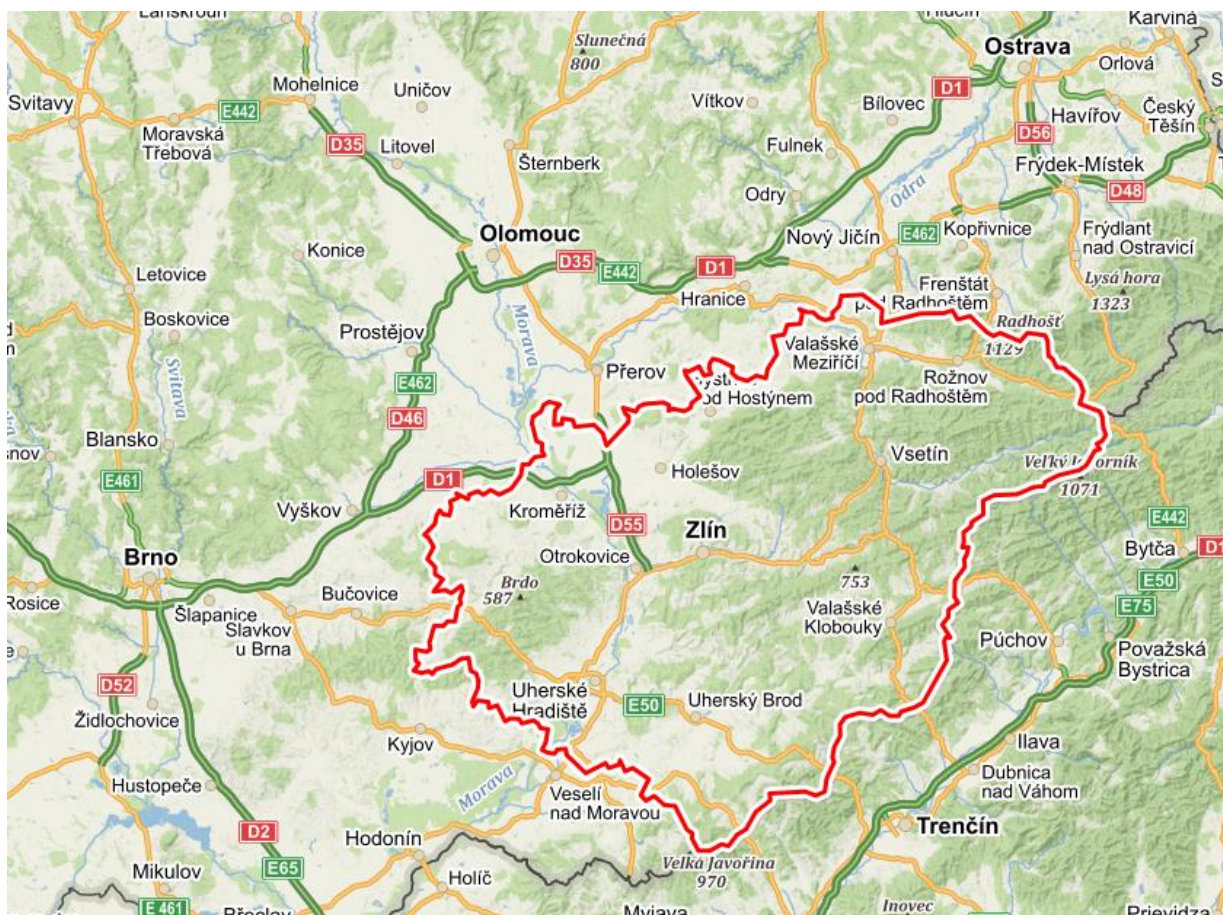 Lanškroun
Hlučín
Karviná
Slunečná
800
Ostrava
Orlová
Mohelnice
Uničov
Vítkov
Bílovec
D1
Svitavy
E442
Havířov
Český
Těšín
Moravská
Třebová
D35
Litovel
D56
Šternberk
Fulnek
Frýdek-Místek
Odra
D48
Odry
Olomouc
Konice
D35
E442
D1
Nový Jičín
E462
Kopřivnice
Frýdlant
nad Ostravicí
Letovice
Hranice
Frenštát
pod Radhoštěm
Lysá hora
1323
Boskovice
Morava
Prostějov
Radhošť
1129
Valašské
Meziříčí
Svitava
E462
Přerov
Rožnov
pod Radhoštěm
od Hostýnem
D46
Blansko
Vsetín
Holešov
Veľký Javorník
1071
E461
D1
Vyškov
Kroměříž
D55
E442
Zlín
Bytča
Brno
Otrokovice
E50
Brdo
587
753
Rosice
Šlapanice
Bučovice
Slavkov
u Brna
Valašské
Klobouky
E75
Púchov
Považská
Bystrica
D52
Uherské
Hradiště
E50
Uherský Brod
Židlochovice
Kyjov
Ilava
Hustopeče
Morava
Veselí
nad Moravou
Dubnica
nad Váhom
Trenčín
D2
Hodonín
E65
Velká Javořina
970
Mikulov
Holíč
E 461
Břeclav
Myjava
Inovec
Prievidza